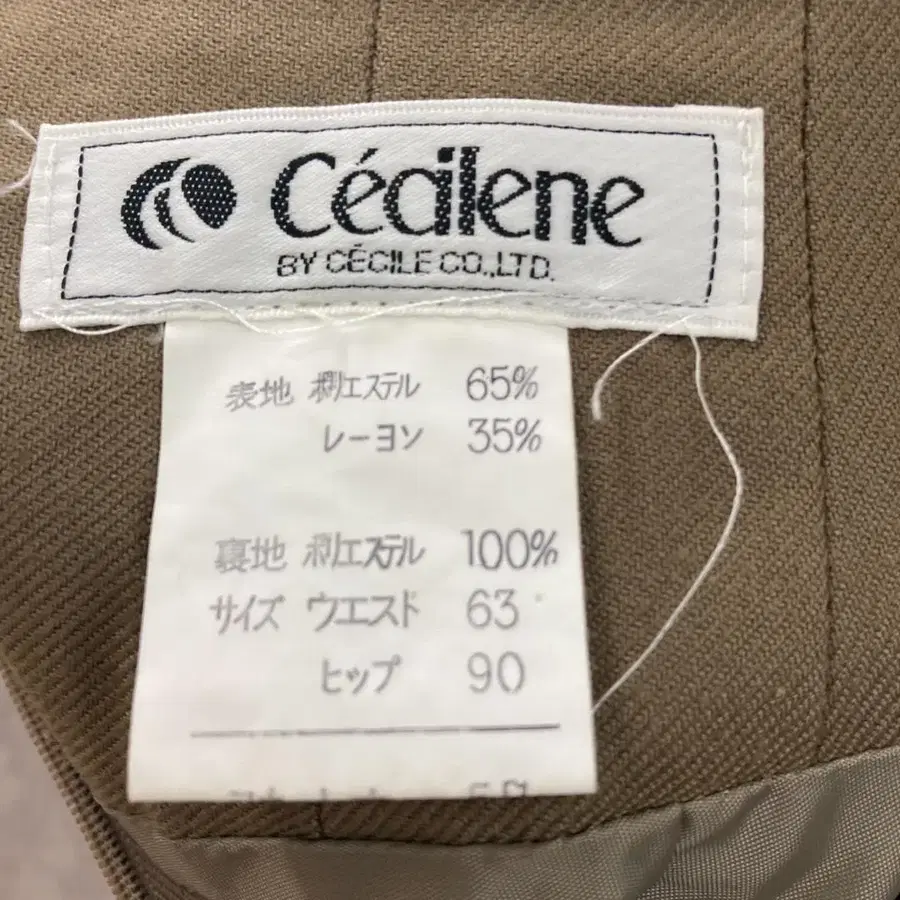 Cécilene
BY CÉCILE CO.,LTD.
表地 ポリエステル 65%
レーヨン 35%
裏地 ポリエステル 100%
サイズ ウエスト 63
ヒップ 90